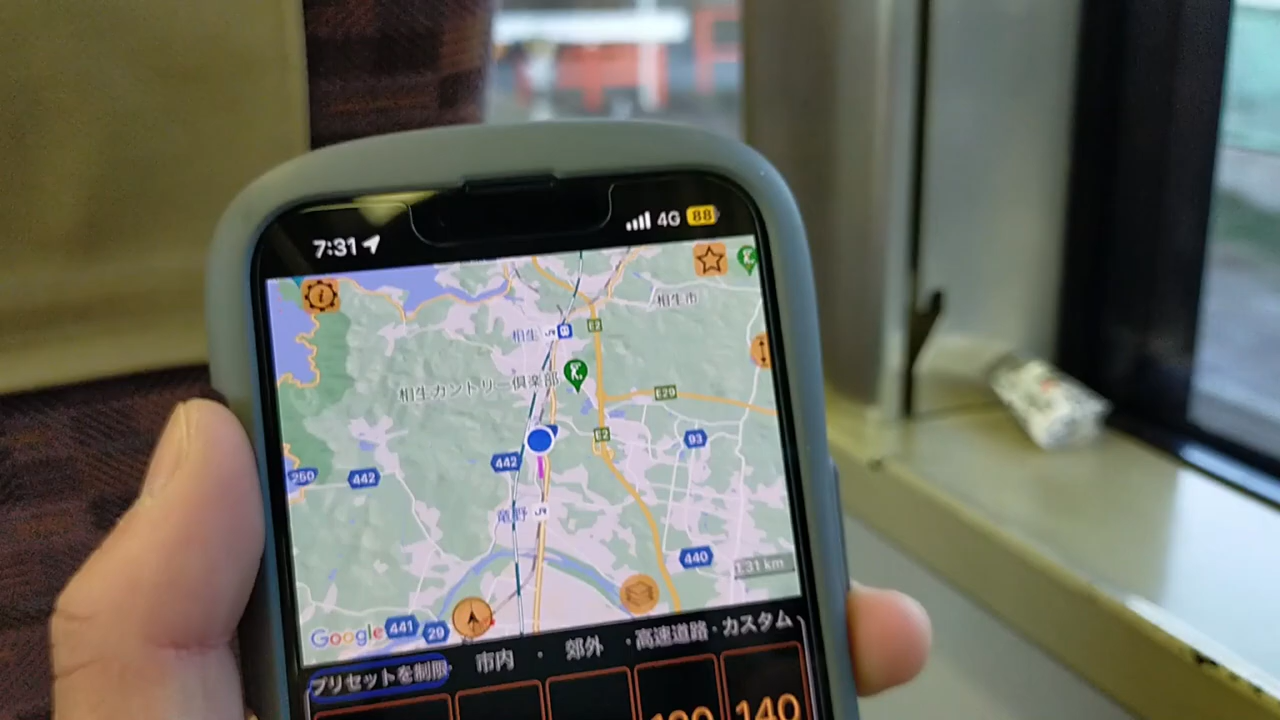 7:31 4G 88
相生市
E2
相生
相生カントリー倶楽部
E29
E2
93
442
250
442
竜野
440
1.31 km
Google
441
29
プリセットを制限 · 市内 · 郊外 · 高速道路 · カスタム
140